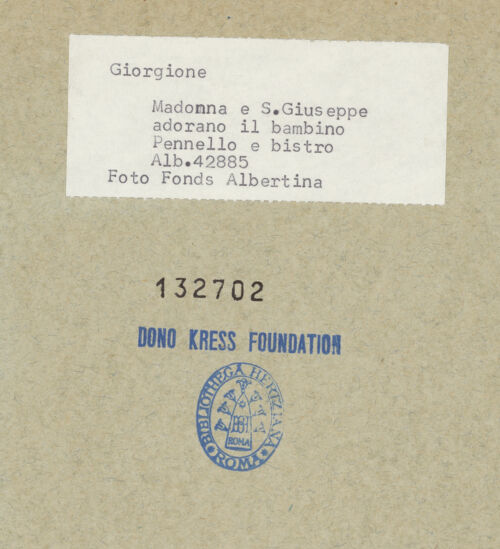 Giorgione
Madonna e S.Giuseppe
adorano il bambino
Pennello e bistro
Alb.42885
Foto Fonds Albertina
132702
DONO KRESS FOUNDATION
BIBLIOTHECA HERTZIANA
ROMA
ROMA